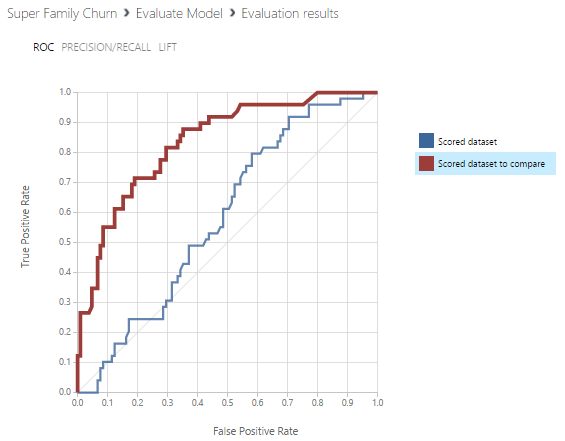 Super Family Churn › Evaluate Model › Evaluation results
ROC PRECISION/RECALL LIFT
1.0
0.9
0.8
0.7
0.6
0.5
0.4
0.3
0.2
0.1
0.0
True Positive Rate
0.0 0.1 0.2 0.3 0.4 0.5 0.6 0.7 0.8 0.9 1.0
False Positive Rate
Scored dataset
Scored dataset to compare